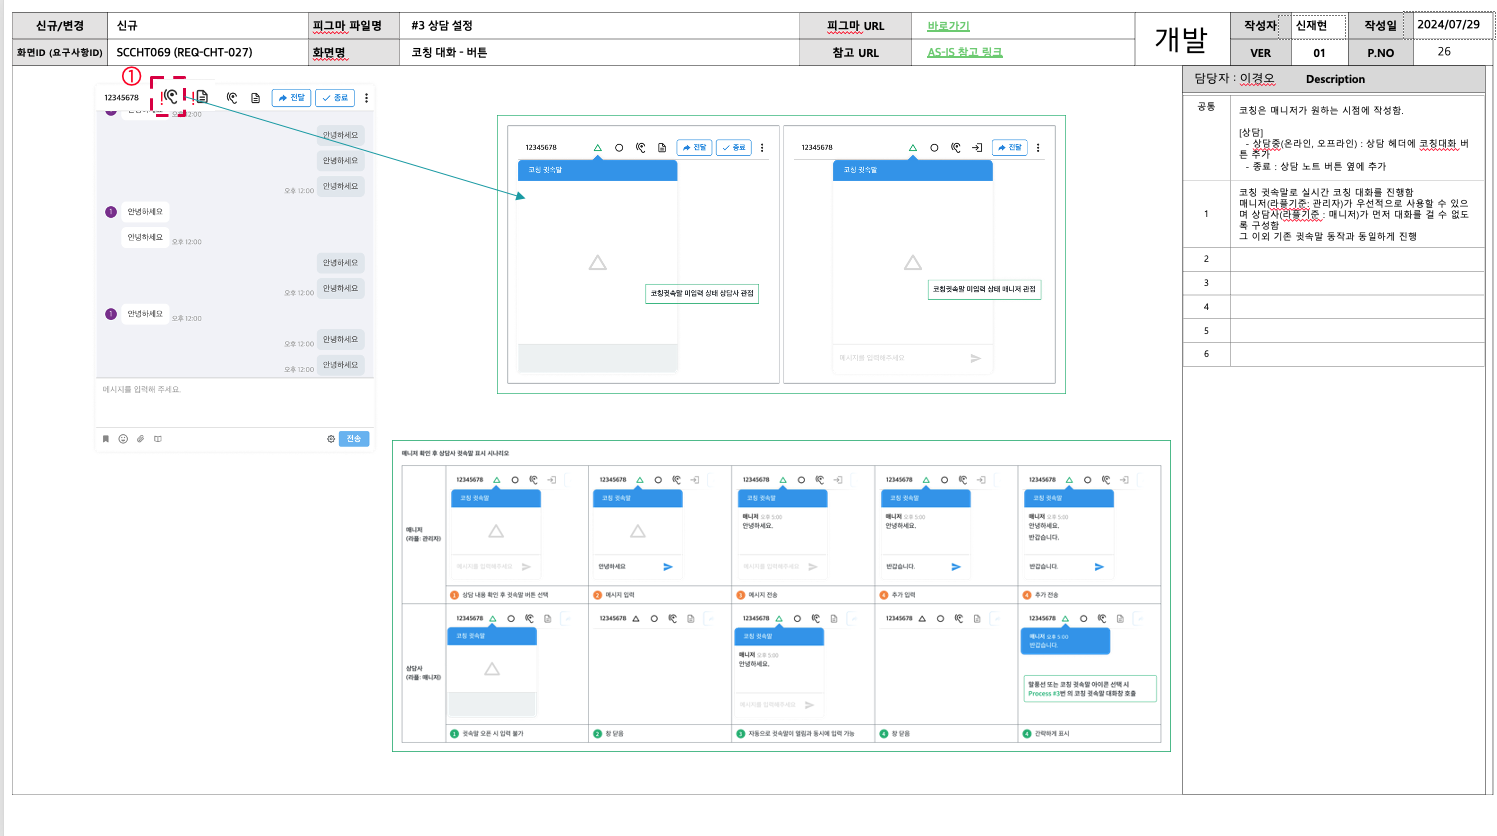 신규/변경 신규 피그마 파일명 #3 상담 설정 피그마 URL 바로가기 개발 작성자 신재현 작성일 2024/07/29
화면ID (요구사항ID) SCCHT069 (REQ-CHT-027) 화면명 코칭 대화 - 버튼 참고 URL AS-IS 참고 링크 VER 01 P.NO 26
담당자 : 이경오 Description
공통
코칭은 매니저가 원하는 시점에 작성함.
[상담]
- 상담중(온라인, 오프라인) : 상담 헤더에 코칭대화 버
튼 추가
- 종료 : 상담 노트 버튼 옆에 추가
1
코칭 귓속말로 실시간 코칭 대화를 진행함
매니저(라플기준: 관리자)가 우선적으로 사용할 수 있으
며 상담사(라플기준 : 매니저)가 먼저 대화를 걸 수 없도
록 구성함
그 이외 기존 귓속말 동작과 동일하게 진행
2
3
4
5
6
①
12345678 ! ! 전달 종료
오후 12:00
안녕하세요
안녕하세요
안녕하세요
오후 12:00
1 안녕하세요
안녕하세요
오후 12:00
안녕하세요
안녕하세요
오후 12:00
1 안녕하세요
오후 12:00
안녕하세요
오후 12:00
안녕하세요
오후 12:00
메시지를 입력해 주세요.
전송
12345678 전달 종료
코칭 귓속말
코칭귓속말 미입력 상태 상담사 관점
12345678 전달
코칭 귓속말
코칭귓속말 미입력 상태 매니저 관점
메시지를 입력해주세요
매니저 확인 후 상담사 귓속말 표시 시나리오
매니저
(라플: 관리자)
12345678
코칭 귓속말
메시지를 입력해주세요
1 상담 내용 확인 후 귓속말 버튼 선택
12345678
코칭 귓속말
안녕하세요
2 메시지 입력
12345678
코칭 귓속말
매니저 오후 5:00
안녕하세요.
메시지를 입력해주세요
3 메시지 전송
12345678
코칭 귓속말
매니저 오후 5:00
안녕하세요.
반갑습니다.
4 추가 입력
12345678
코칭 귓속말
매니저 오후 5:00
안녕하세요.
반갑습니다.
반갑습니다.
4 추가 전송
상담사
(라플: 매니저)
12345678
코칭 귓속말
1 귓속말 오픈 시 입력 불가
12345678
2 창 닫음
12345678
코칭 귓속말
매니저 오후 5:00
안녕하세요.
메시지를 입력해주세요
3 자동으로 귓속말이 열림과 동시에 입력 가능
12345678
4 창 닫음
12345678
매니저 오후 5:00
반갑습니다.
말풍선 또는 코칭 귓속말 아이콘 선택 시
Process #3번 의 코칭 귓속말 대화창 호출
4 간략하게 표시